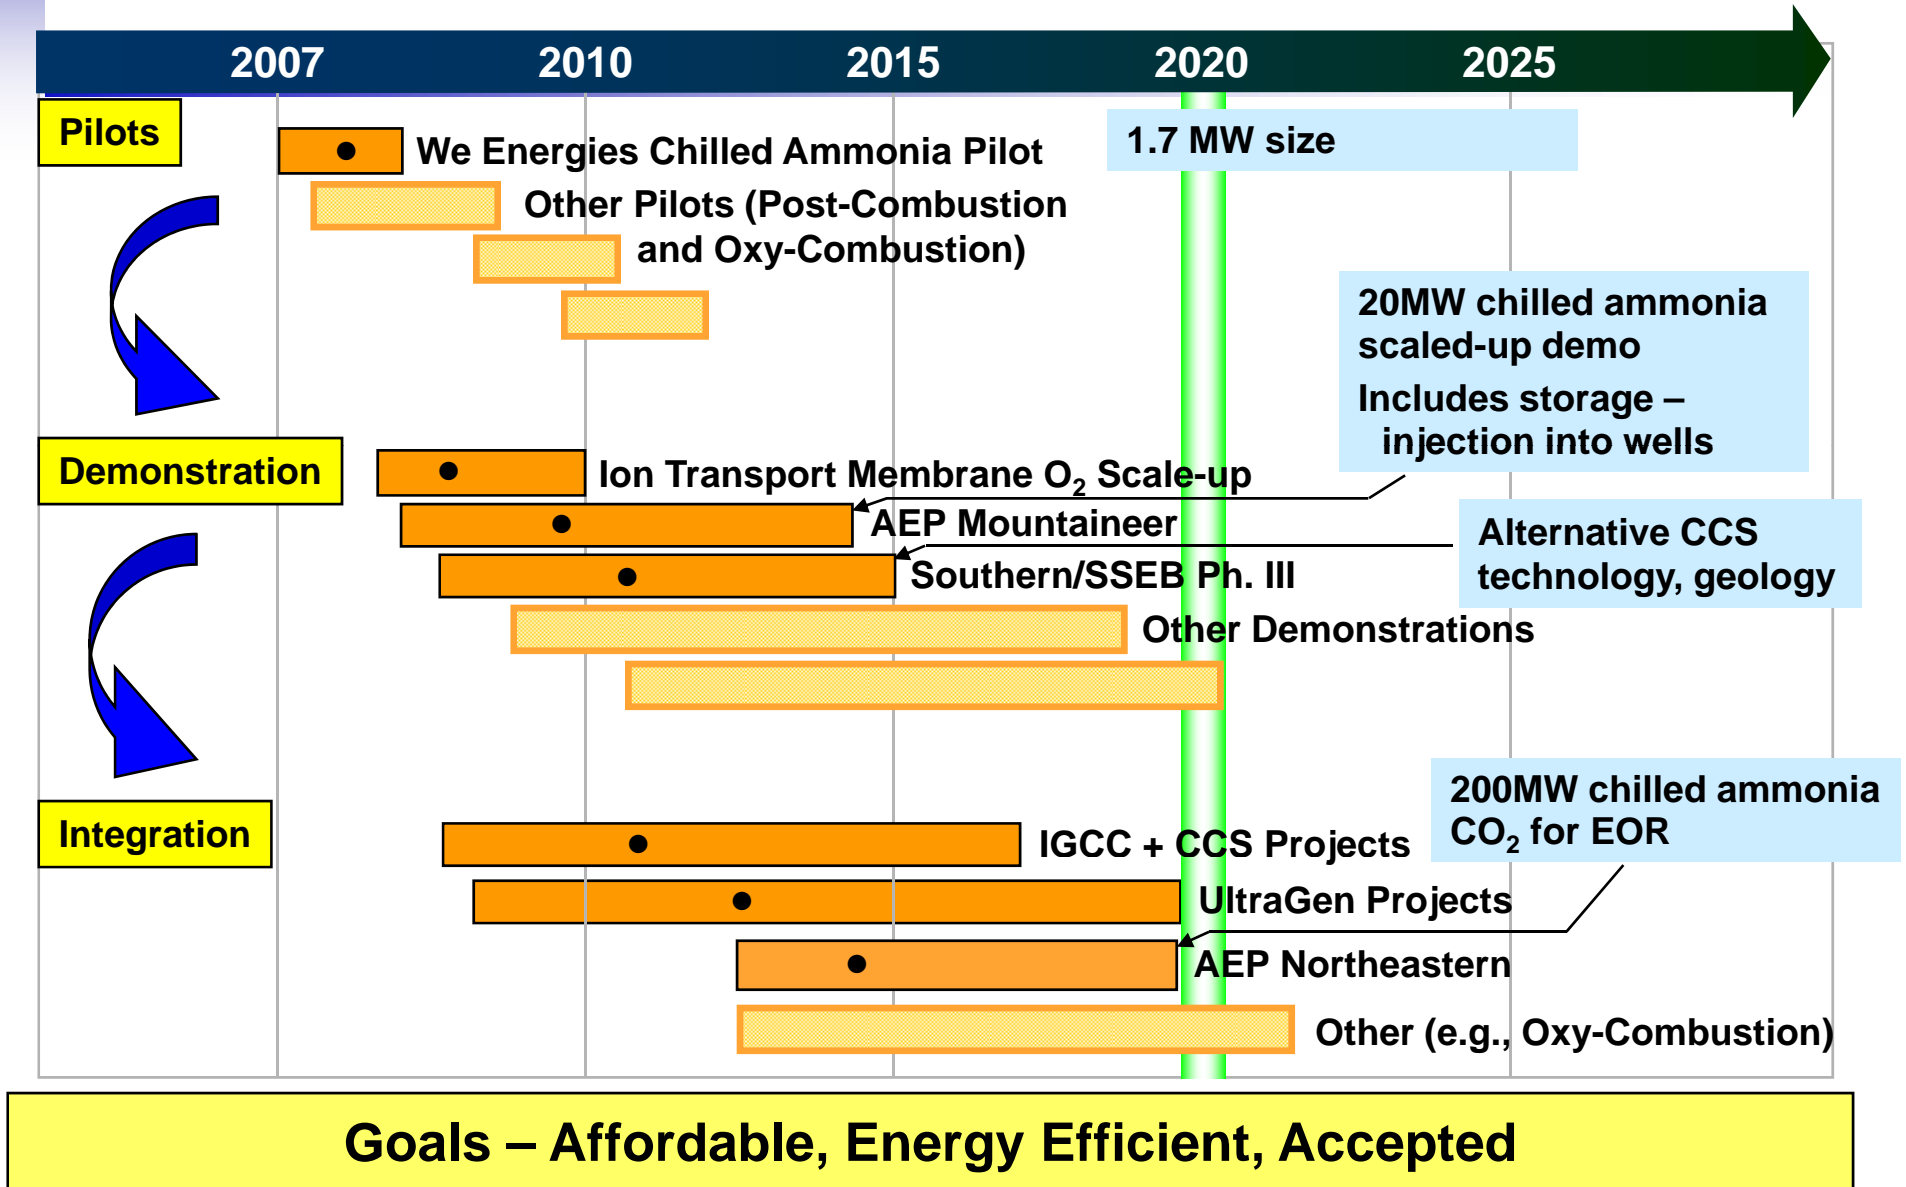 2007 2010 2015 2020 2025
Pilots
We Energies Chilled Ammonia Pilot
1.7 MW size
Other Pilots (Post-Combustion
and Oxy-Combustion)
20MW chilled ammonia
scaled-up demo
Includes storage –
injection into wells
Demonstration
Ion Transport Membrane O₂ Scale-up
AEP Mountaineer
Alternative CCS
technology, geology
Southern/SSEB Ph. III
Other Demonstrations
200MW chilled ammonia
CO₂ for EOR
Integration
IGCC + CCS Projects
UltraGen Projects
AEP Northeastern
Other (e.g., Oxy-Combustion)
Goals – Affordable, Energy Efficient, Accepted